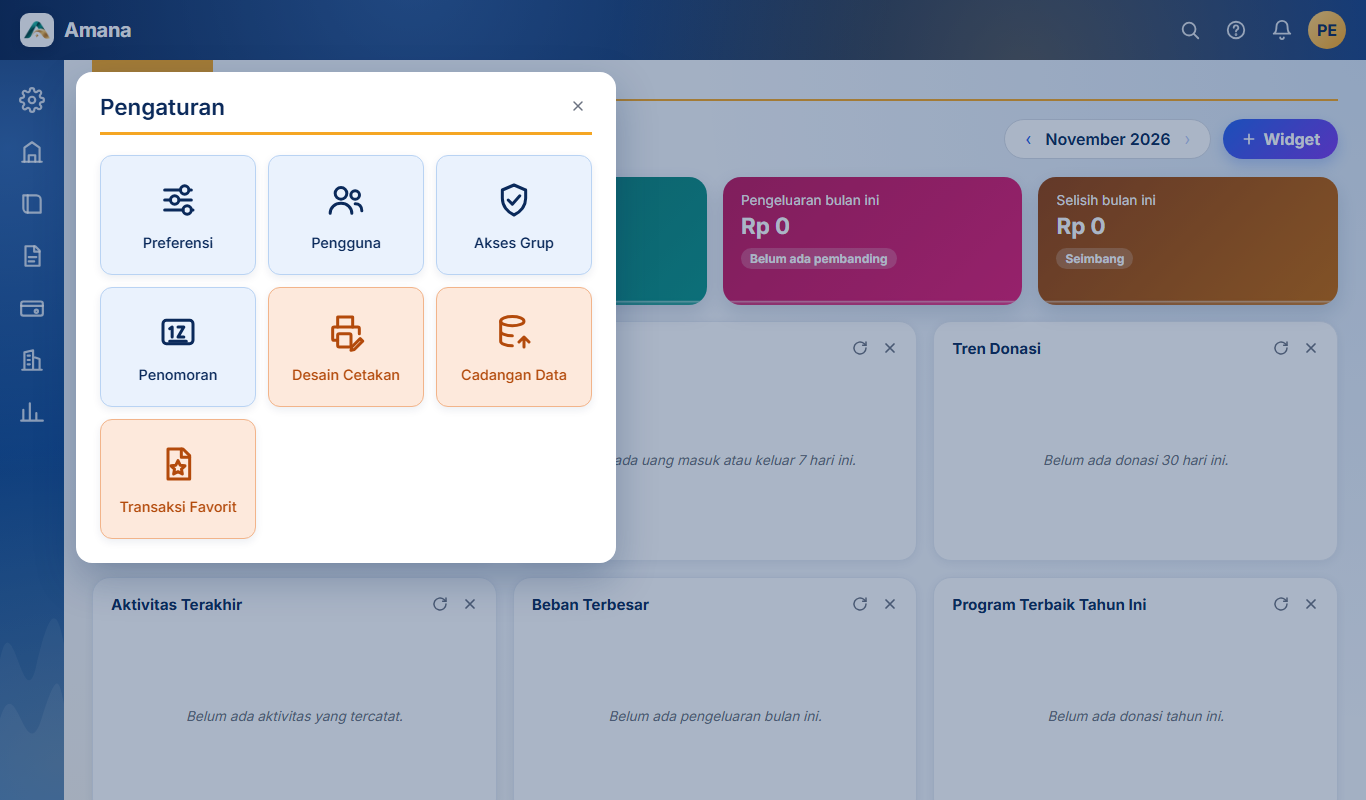 Amana
PE
Pengaturan
Preferensi
Pengguna
Akses Grup
Penomoran
Desain Cetakan
Cadangan Data
Transaksi Favorit
November 2026
+ Widget
Pengeluaran bulan ini
Rp 0
Belum ada pembanding
Selisih bulan ini
Rp 0
Seimbang
ada uang masuk atau keluar 7 hari ini.
Tren Donasi
Belum ada donasi 30 hari ini.
Aktivitas Terakhir
Belum ada aktivitas yang tercatat.
Beban Terbesar
Belum ada pengeluaran bulan ini.
Program Terbaik Tahun Ini
Belum ada donasi tahun ini.